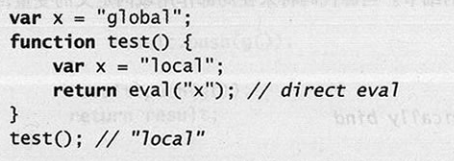 var x = "global";
function test() {
    var x = "local";
    return eval("x"); // direct eval
}
test(); // "local"